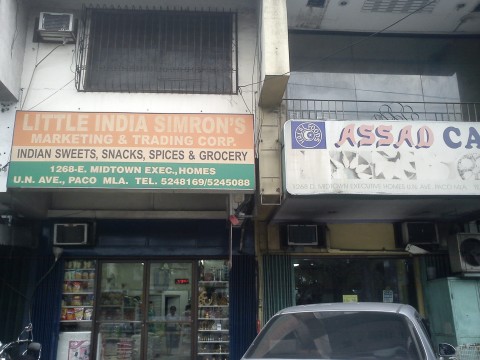 LITTLE INDIA SIMRON'S
MARKETING & TRADING CORP.
INDIAN SWEETS, SNACKS, SPICES & GROCERY
1268-E. MIDTOWN EXEC., HOMES
U.N. AVE., PACO MLA. TEL. 5248169/5245088
ASSAD CA